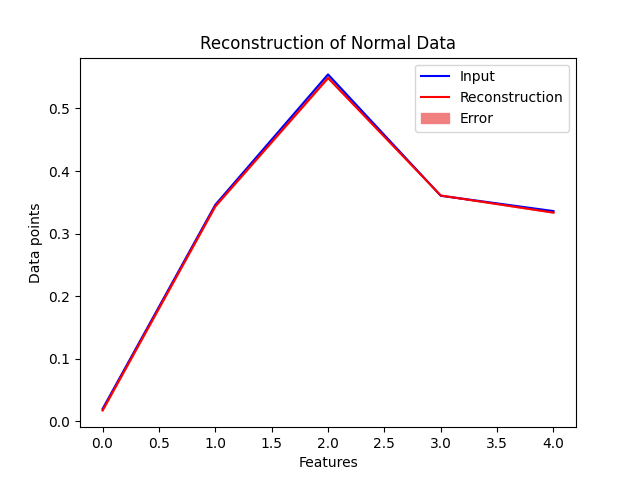 Reconstruction of Normal Data
Input
Reconstruction
Error
0.5
0.4
0.3
0.2
0.1
0.0
Data points
0.0 0.5 1.0 1.5 2.0 2.5 3.0 3.5 4.0
Features